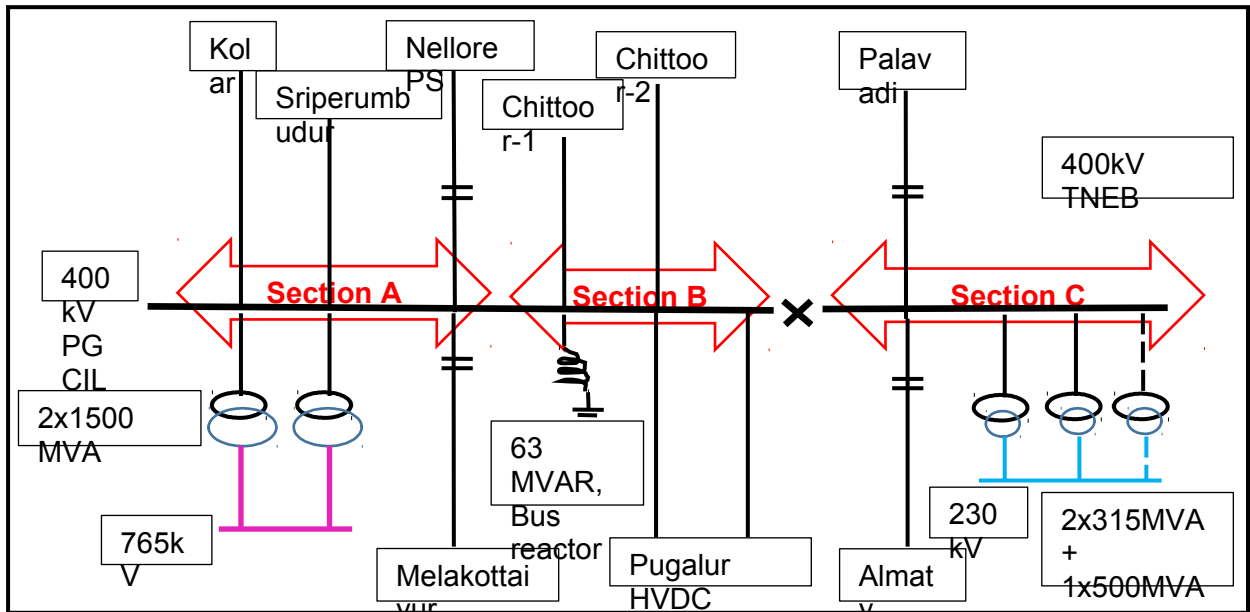 Kol
ar
Nellore
PS
Chittoo
r-2
Palav
adi
Sriperumb
udur
Chittoo
r-1
400kV
TNEB
400
kV
PG
CIL
Section A
Section B
Section C
2x1500
MVA
63
MVAR,
Bus
reactor
230
kV
2x315MVA
+
1x500MVA
765k
V
Melakottai
yur
Pugalur
HVDC
Almat